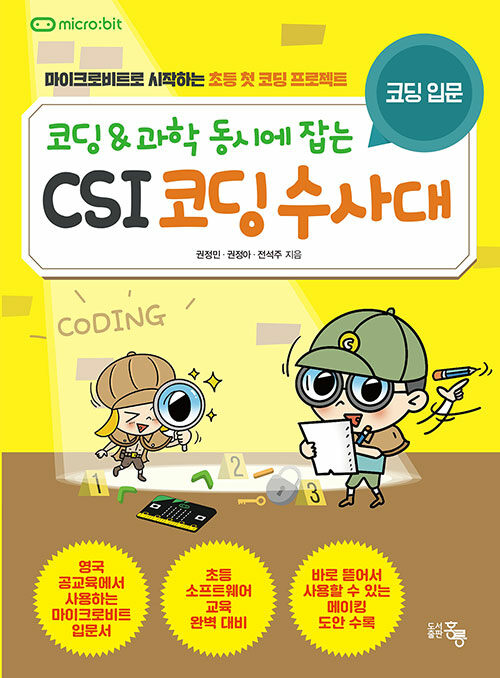 micro:bit
마이크로비트로 시작하는 초등 첫 코딩 프로젝트
코딩 입문
코딩 & 과학 동시에 잡는
CSI 코딩 수사대
권정민 · 권정아 · 전석주 지음
CODING
C
1
2
3
영국
공교육에서
사용하는
마이크로비트
입문서
초등
소프트웨어
교육
완벽 대비
바로 뜯어서
사용할 수 있는
메이킹
도안 수록
도서
출판
홍릉